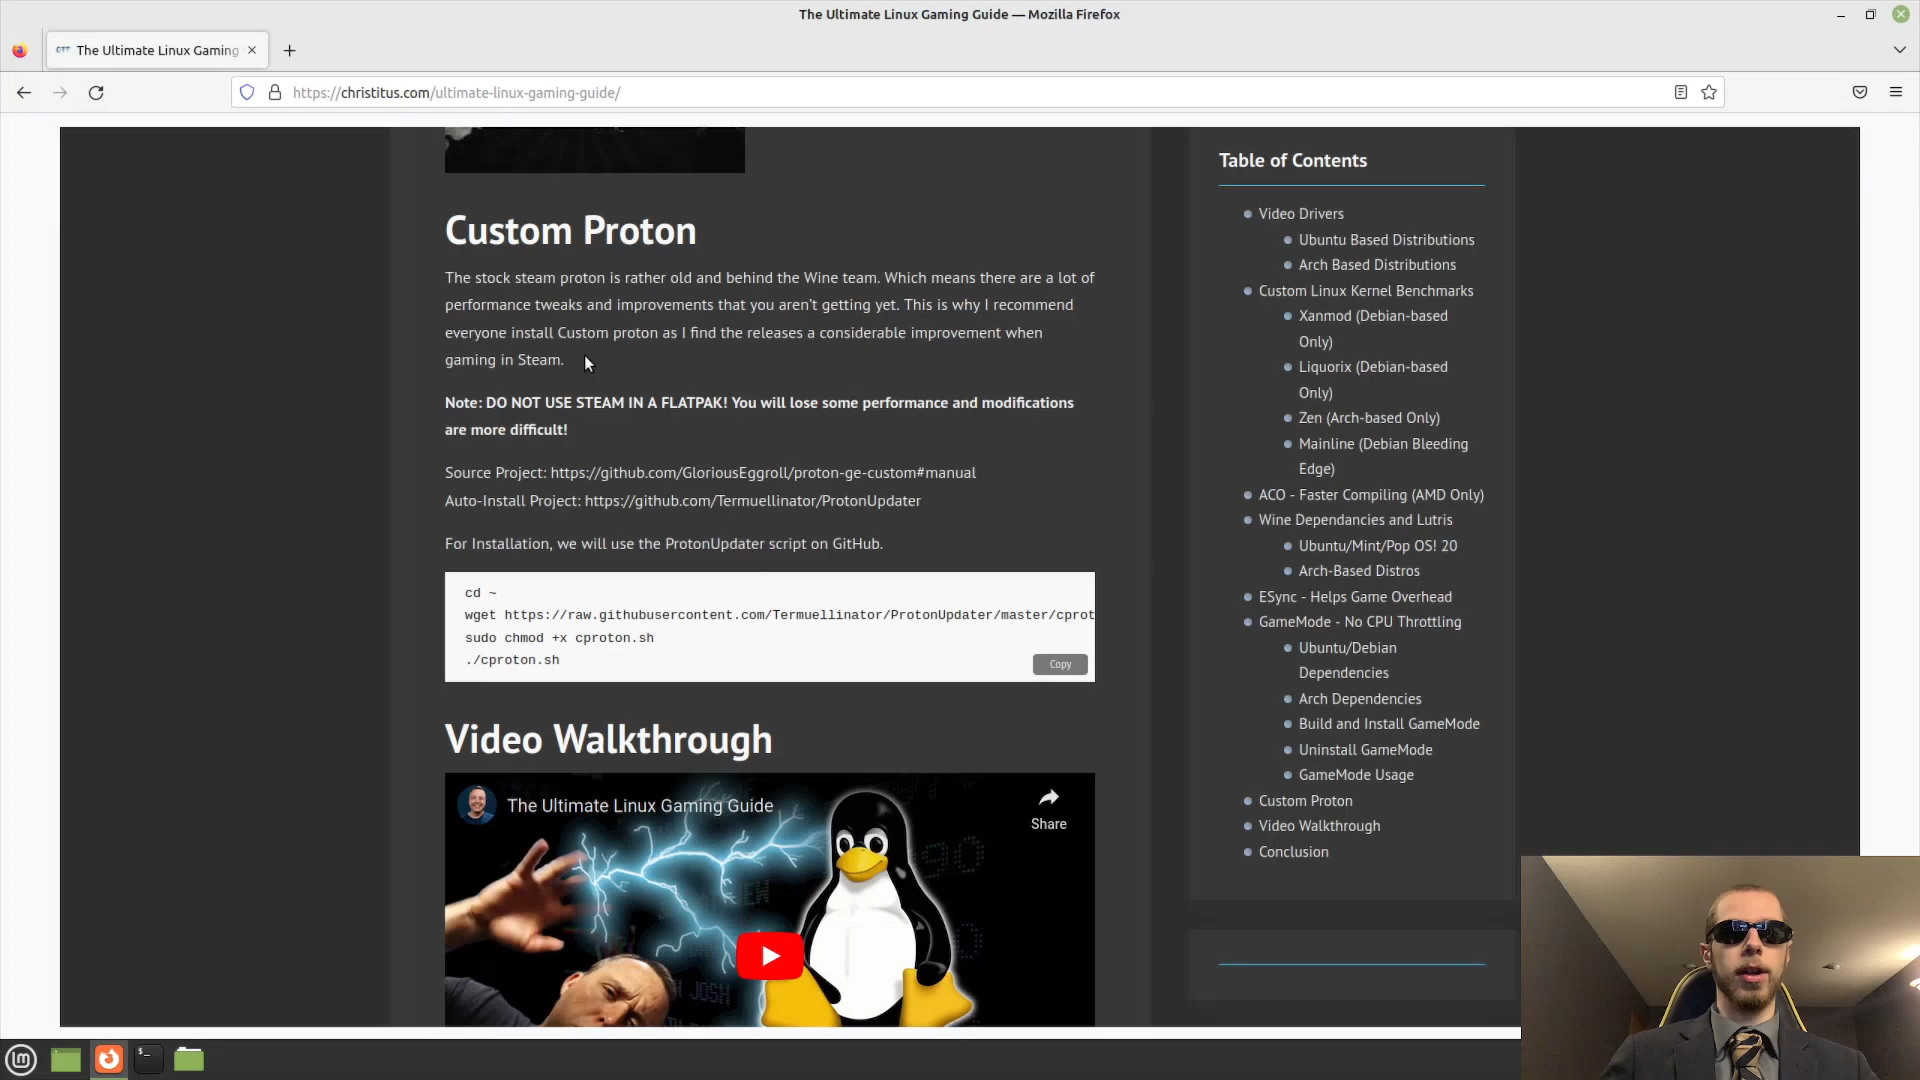 The Ultimate Linux Gaming Guide — Mozilla Firefox
The Ultimate Linux Gaming
https://christitus.com/ultimate-linux-gaming-guide/
Custom Proton
The stock steam proton is rather old and behind the Wine team. Which means there are a lot of
performance tweaks and improvements that you aren't getting yet. This is why I recommend
everyone install Custom proton as I find the releases a considerable improvement when
gaming in Steam.
Note: DO NOT USE STEAM IN A FLATPAK! You will lose some performance and modifications
are more difficult!
Source Project: https://github.com/GloriousEggroll/proton-ge-custom#manual
Auto-Install Project: https://github.com/Termuellinator/ProtonUpdater
For Installation, we will use the ProtonUpdater script on GitHub.
cd ~
wget https://raw.githubusercontent.com/Termuellinator/ProtonUpdater/master/cprot
sudo chmod +x cproton.sh
./cproton.sh
Copy
Video Walkthrough
The Ultimate Linux Gaming Guide
Share
Table of Contents
Video Drivers
Ubuntu Based Distributions
Arch Based Distributions
Custom Linux Kernel Benchmarks
Xanmod (Debian-based
Only)
Liquorix (Debian-based
Only)
Zen (Arch-based Only)
Mainline (Debian Bleeding
Edge)
ACO - Faster Compiling (AMD Only)
Wine Dependancies and Lutris
Ubuntu/Mint/Pop OS! 20
Arch-Based Distros
ESync - Helps Game Overhead
GameMode - No CPU Throttling
Ubuntu/Debian
Dependencies
Arch Dependencies
Build and Install GameMode
Uninstall GameMode
GameMode Usage
Custom Proton
Video Walkthrough
Conclusion